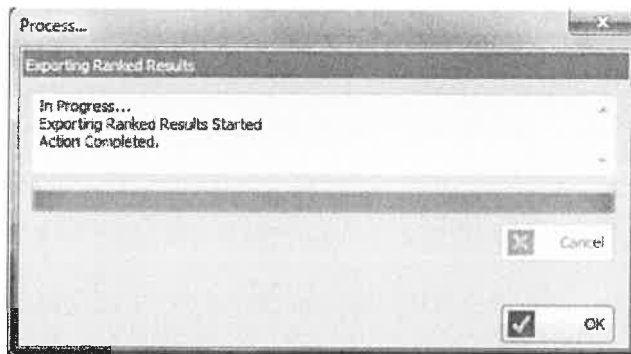 Process...
Exporting Ranked Results
In Progress...
Exporting Ranked Results Started
Action Completed.
Cancel
OK